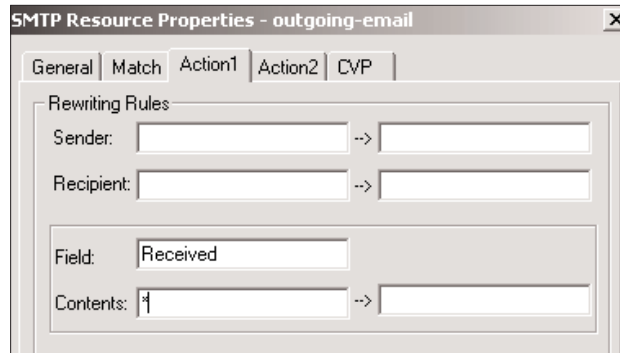 SMTP Resource Properties - outgoing-email
General Match Action1 Action2 CVP
Rewriting Rules
Sender: -->
Recipient: -->
Field: Received
Contents: * -->